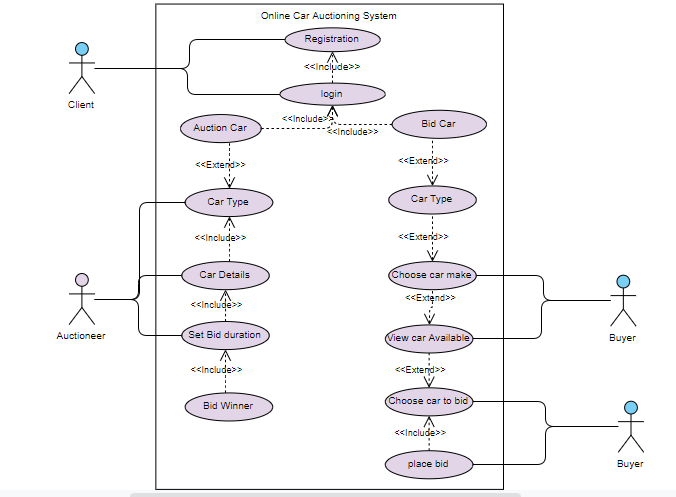 Online Car Auctioning System
Registration
<<Include>>
login
Client
<<Include>>
<<Include>>
Auction Car
Bid Car
<<Extend>>
<<Extend>>
Car Type
Car Type
<<Include>>
<<Extend>>
Car Details
Choose car make
<<Include>>
<<Extend>>
Auctioneer
Set Bid duration
View car Available
Buyer
<<Include>>
<<Extend>>
Bid Winner
Choose car to bid
<<Include>>
place bid
Buyer